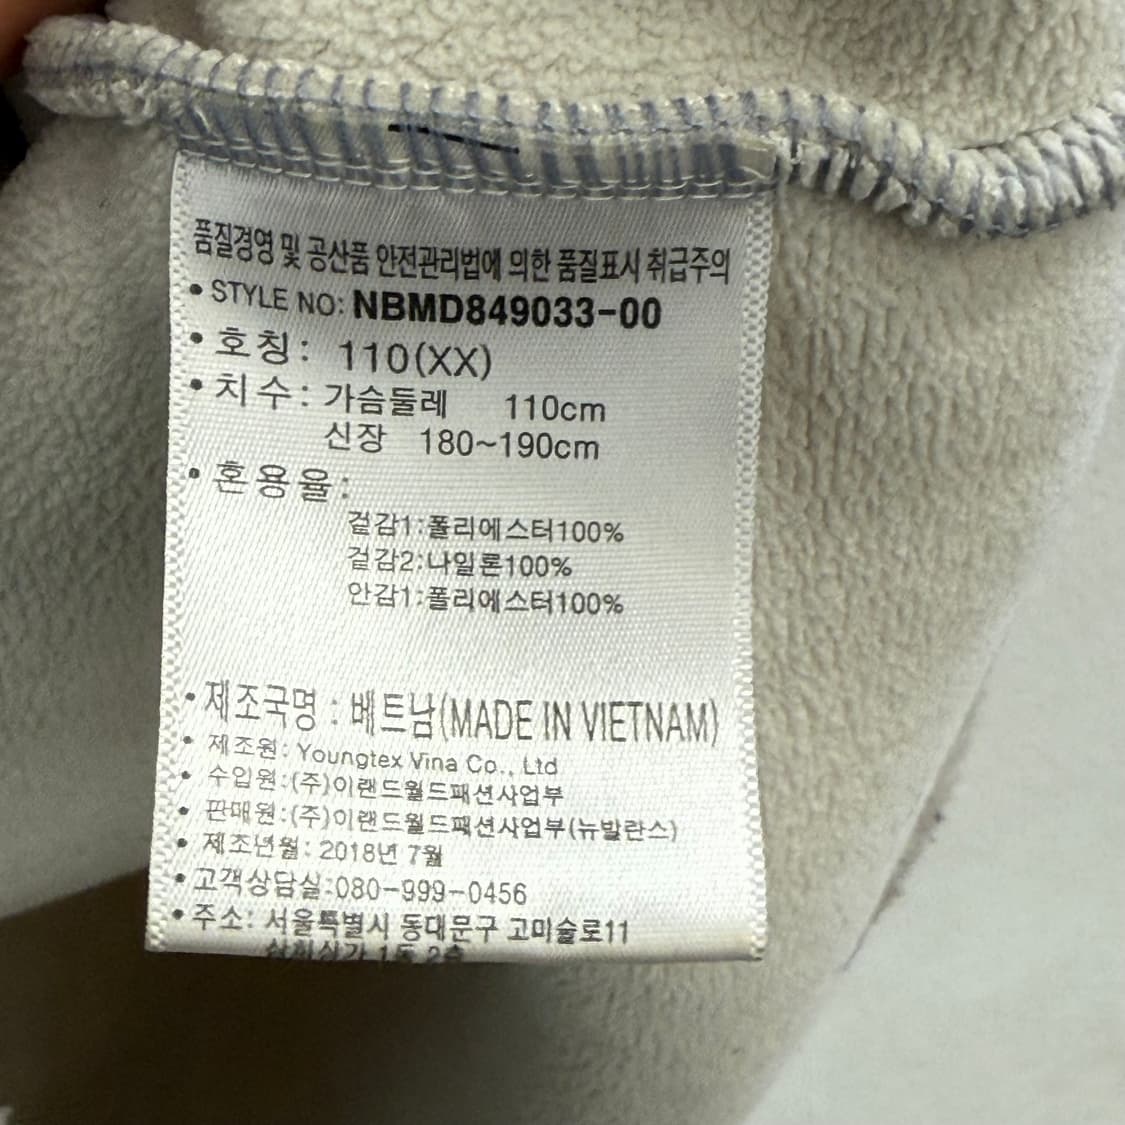 품질경영 및 공산품 안전관리법에 의한 품질표시 취급주의
• STYLE NO: NBMD849033-00
• 호칭: 110(XX)
• 치수: 가슴둘레 110cm
신장 180~190cm
• 혼용율:
겉감1:폴리에스터100%
겉감2:나일론100%
안감1:폴리에스터100%
• 제조국명 : 베트남(MADE IN VIETNAM)
• 제조원: Youngtex Vina Co., Ltd
• 수입원:(주)이랜드월드패션사업부
• 판매원:(주)이랜드월드패션사업부(뉴발란스)
• 제조년월: 2018년 7월
• 고객상담실:080-999-0456
• 주소: 서울특별시 동대문구 고미술로11
삼희상가 1동 2층